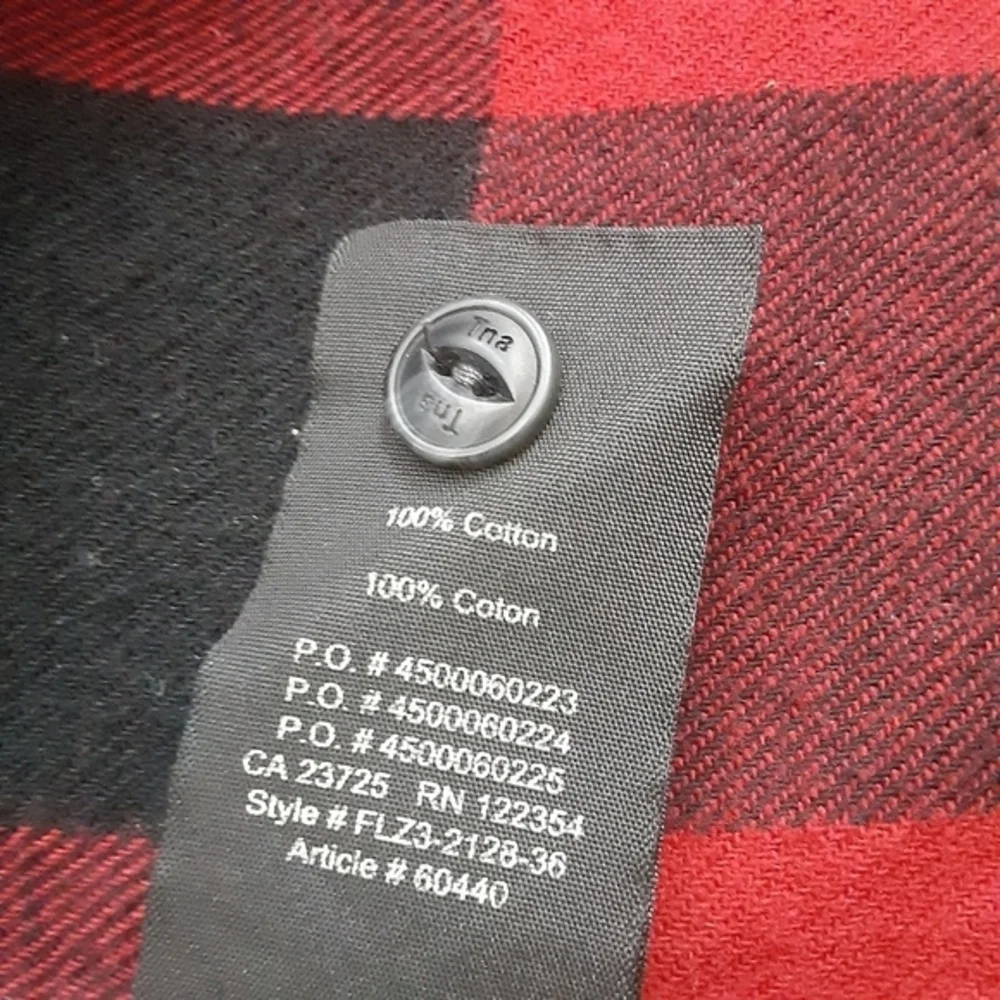 Tna
Tna
100% Cotton
100% Coton
P.O. # 4500060223
P.O. # 4500060224
P.O. # 4500060225
CA 23725 RN 122354
Style # FLZ3-2128-36
Article # 60440